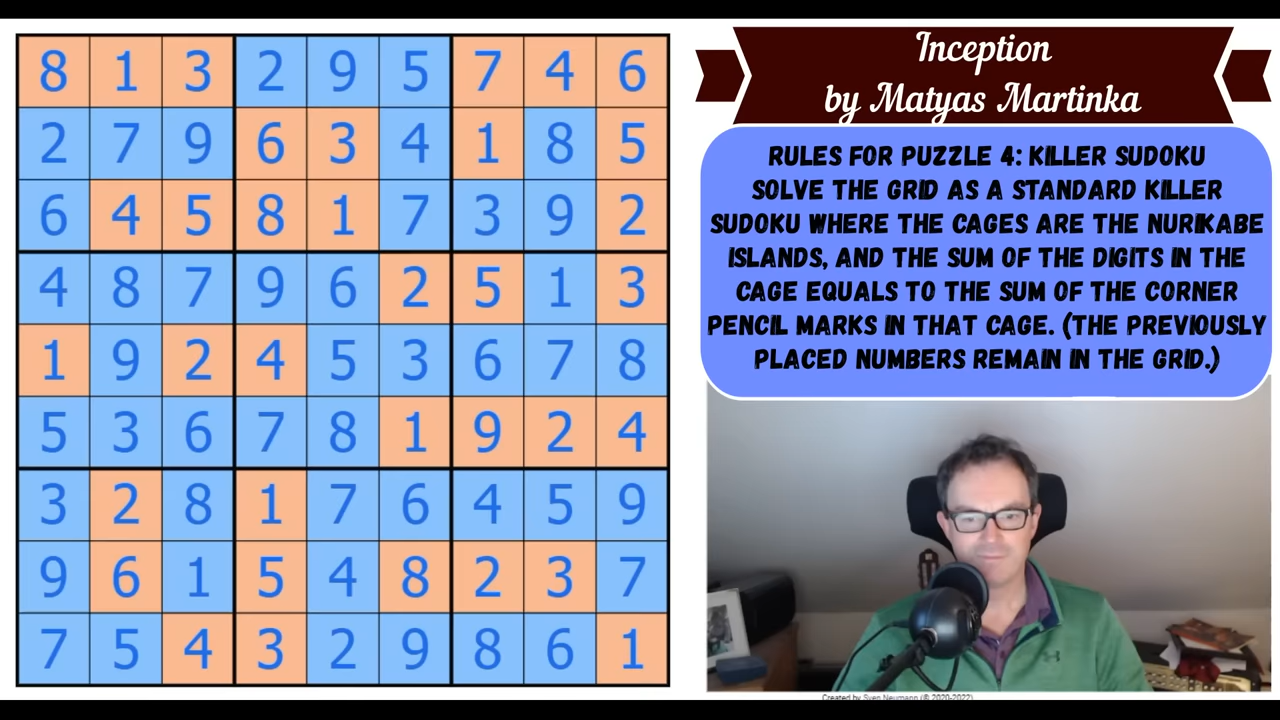 Inception
by Matyas Martinka
RULES FOR PUZZLE 4: KILLER SUDOKU
SOLVE THE GRID AS A STANDARD KILLER
SUDOKU WHERE THE CAGES ARE THE NURIKABE
ISLANDS, AND THE SUM OF THE DIGITS IN THE
CAGE EQUALS TO THE SUM OF THE CORNER
PENCIL MARKS IN THAT CAGE. (THE PREVIOUSLY
PLACED NUMBERS REMAIN IN THE GRID.)
8 1 3 2 9 5 7 4 6
2 7 9 6 3 4 1 8 5
6 4 5 8 1 7 3 9 2
4 8 7 9 6 2 5 1 3
1 9 2 4 5 3 6 7 8
5 3 6 7 8 1 9 2 4
3 2 8 1 7 6 4 5 9
9 6 1 5 4 8 2 3 7
7 5 4 3 2 9 8 6 1
Created by Sven Neumann (© 2020-2022)